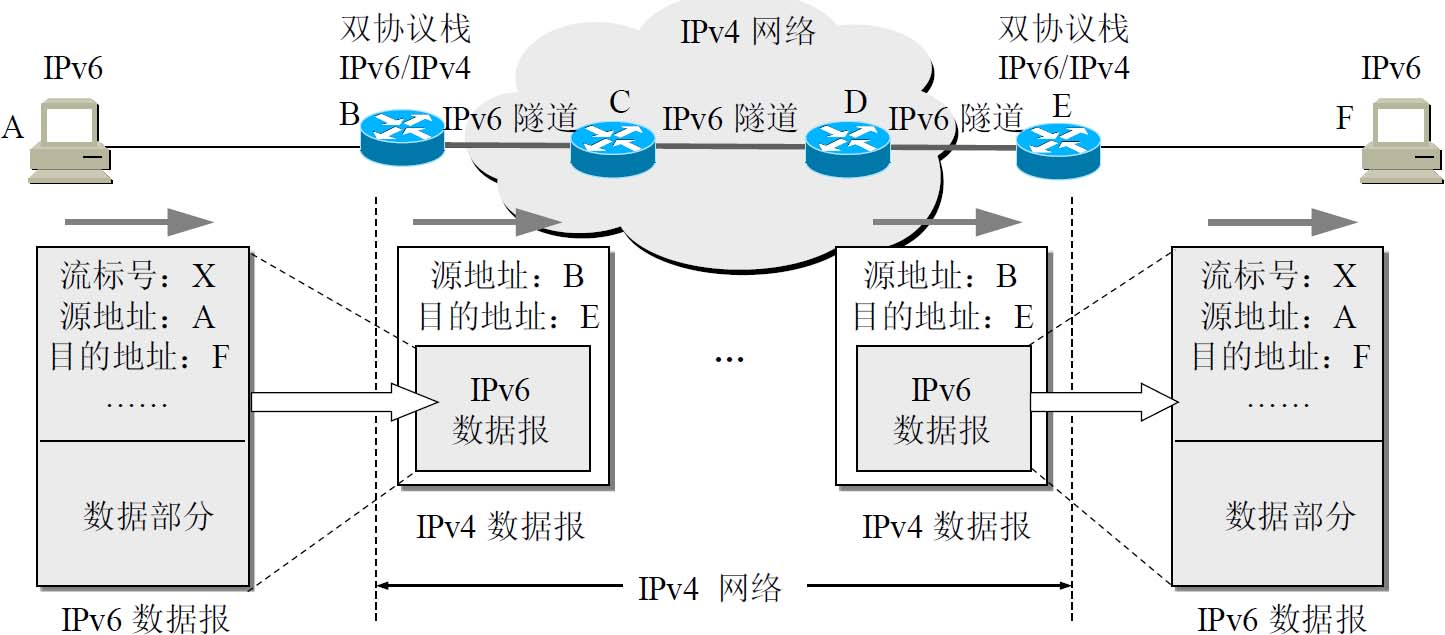 IPv4 网络
双协议栈
IPv6/IPv4
双协议栈
IPv6/IPv4
IPv6
IPv6
A
B
IPv6 隧道
C
IPv6 隧道
D
IPv6 隧道
E
F
流标号：X
源地址：A
目的地址：F
……
数据部分
IPv6 数据报
源地址：B
目的地址：E
IPv6
数据报
IPv4 数据报
…
源地址：B
目的地址：E
IPv6
数据报
IPv4 数据报
流标号：X
源地址：A
目的地址：F
……
数据部分
IPv6 数据报
IPv4 网络